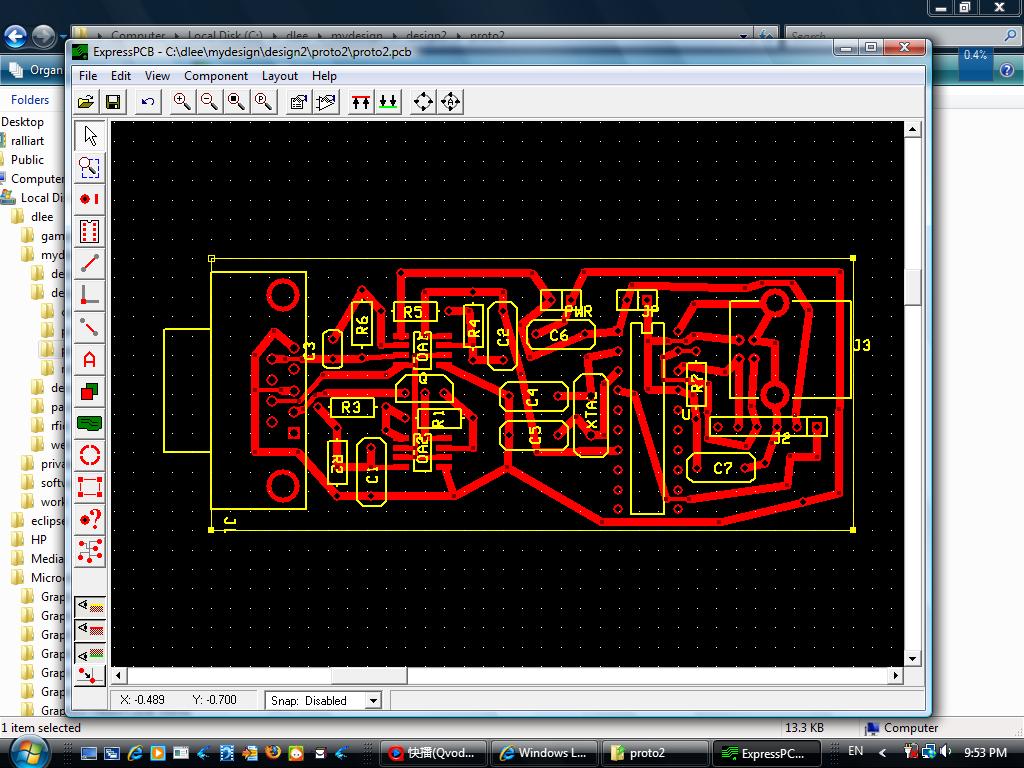 Computer Local Disk (C:) dlee mydesign design2 proto2
Search
ExpressPCB - C:\dlee\mydesign\design2\proto2\proto2.pcb
0.4%
Organ
File Edit View Component Layout Help
Folders
Desktop
ralliart
Public
Computer
Local Dis
dlee
gam
myd
de
de
de
pa
rfi
we
priva
softv
work
eclipse
HP
Media
Micro
Grap
Grap
Grap
Grap
Grap
Grap
Grap
R6
R5
C3
OA1
R4
C2
PWR
C6
JP
J3
Q
R7
C4
XTAL
R3
R1
U
C5
J2
OA2
R2
C1
C7
J1
X: -0.489 Y: -0.700 Snap: Disabled
1 item selected 13.3 KB Computer
快播(Qvod... Windows L... proto2 ExpressPC... EN 9:53 PM